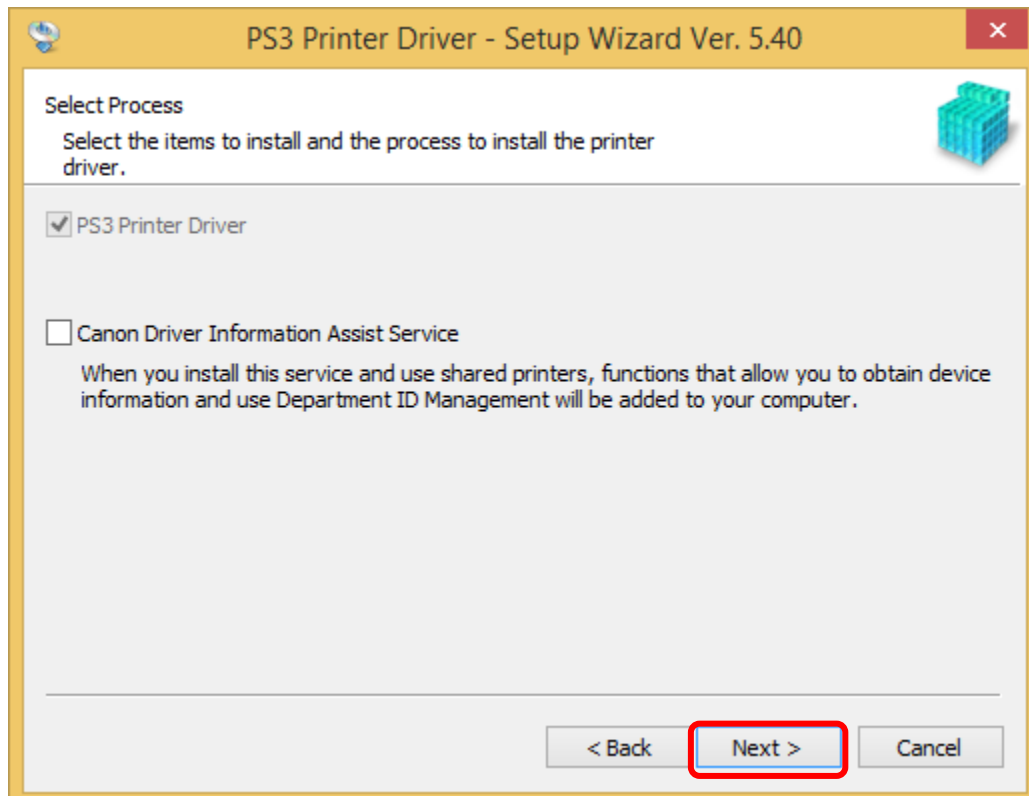 PS3 Printer Driver - Setup Wizard Ver. 5.40
Select Process
Select the items to install and the process to install the printer
driver.
PS3 Printer Driver
Canon Driver Information Assist Service
When you install this service and use shared printers, functions that allow you to obtain device
information and use Department ID Management will be added to your computer.
< Back Next > Cancel